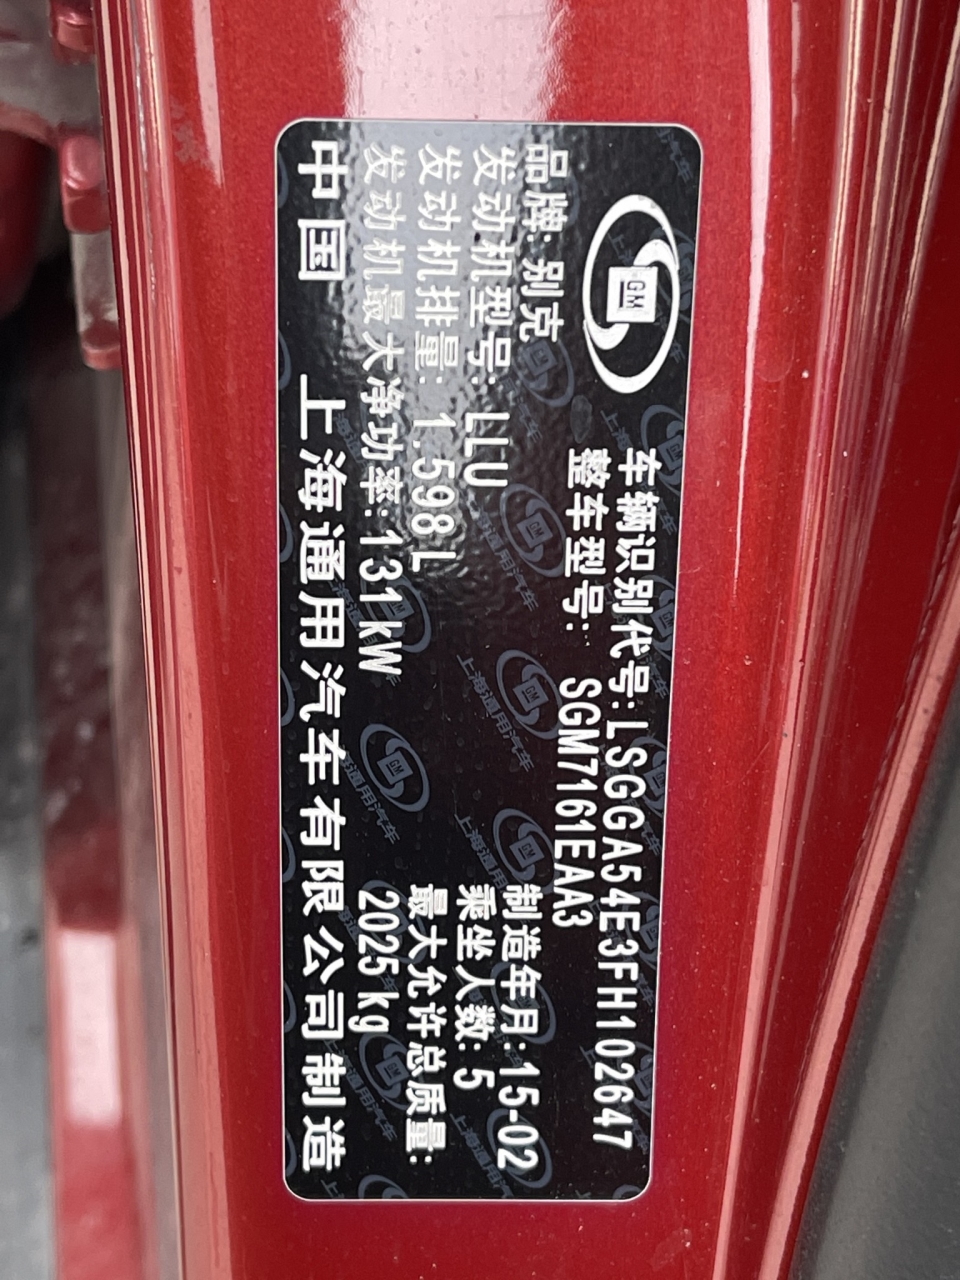 GM
车辆识别代号:LSGGA54E3FH102647
整车型号: SGM7161EAA3
品牌:别克
制造年月:15-02
发动机型号: LLU
乘坐人数:5
发动机排量: 1.598L
最大允许总质量:
2025kg
发动机最大净功率:131kW
中国 上海通用汽车有限公司制造